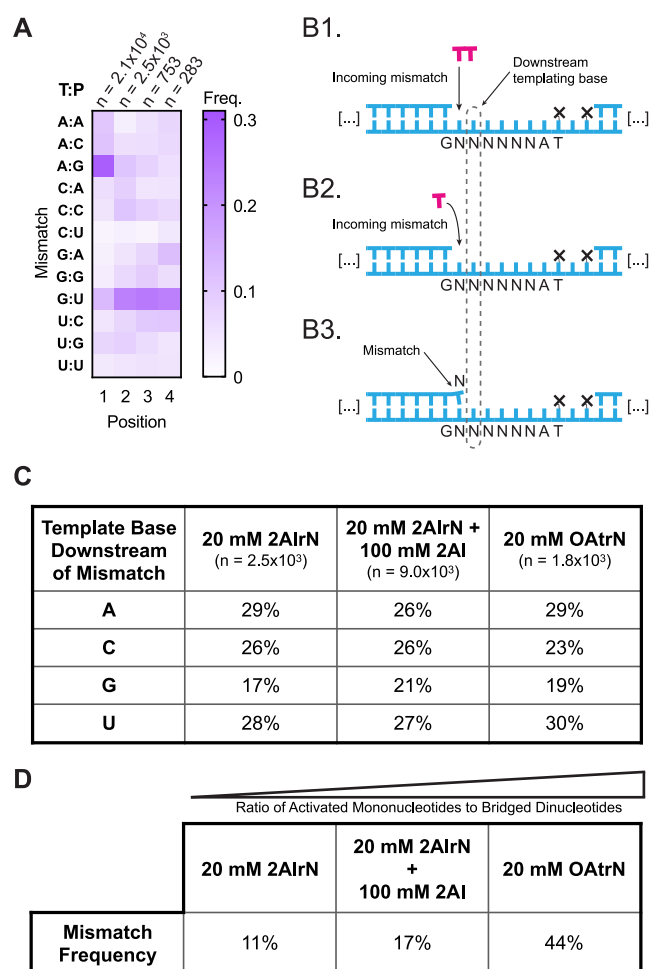 A
n = 2.1x10⁴
n = 2.5x10³
n = 753
n = 283
T:P
Freq.
A:A
A:C
A:G
C:A
C:C
C:U
G:A
G:G
G:U
U:C
U:G
U:U
Mismatch
1 2 3 4
Position
0.3
0.2
0.1
0
B1.
Incoming mismatch
Downstream
templating base
[...] [...]
GNNNNNNAT
B2.
Incoming mismatch
[...] [...]
GNNNNNNAT
B3.
Mismatch
N
[...] [...]
GNNNNNNAT
C
Template Base
Downstream
of Mismatch
20 mM 2AIrN
(n = 2.5x10³)
20 mM 2AIrN +
100 mM 2AI
(n = 9.0x10³)
20 mM OAtrN
(n = 1.8x10³)
A 29% 26% 29%
C 26% 26% 23%
G 17% 21% 19%
U 28% 27% 30%
D
Ratio of Activated Mononucleotides to Bridged Dinucleotides
20 mM 2AIrN
20 mM 2AIrN
+
100 mM 2AI
20 mM OAtrN
Mismatch
Frequency
11% 17% 44%